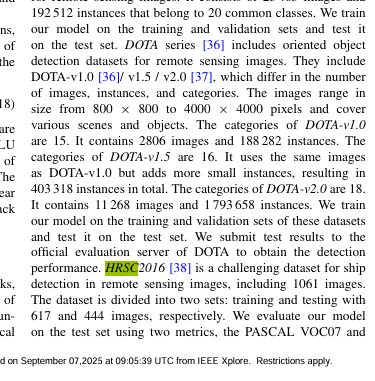 192 512 instances that belong to 20 common classes. We train
our model on the training and validation sets and test it
on the test set. DOTA series [36] includes oriented object
detection datasets for remote sensing images. They include
DOTA-v1.0 [36]/ v1.5 / v2.0 [37], which differ in the number
of images, instances, and categories. The images range in
size from 800 × 800 to 4000 × 4000 pixels and cover
various scenes and objects. The categories of DOTA-v1.0
are 15. It contains 2806 images and 188 282 instances. The
categories of DOTA-v1.5 are 16. It uses the same images
as DOTA-v1.0 but adds more small instances, resulting in
403 318 instances in total. The categories of DOTA-v2.0 are 18.
It contains 11 268 images and 1 793 658 instances. We train
our model on the training and validation sets of these datasets
and test it on the test set. We submit test results to the
official evaluation server of DOTA to obtain the detection
performance. HRSC2016 [38] is a challenging dataset for ship
detection in remote sensing images, including 1061 images.
The dataset is divided into two sets: training and testing with
617 and 444 images, respectively. We evaluate our model
on the test set using two metrics, the PASCAL VOC07 and
d on September 07,2025 at 09:05:39 UTC from IEEE Xplore. Restrictions apply.